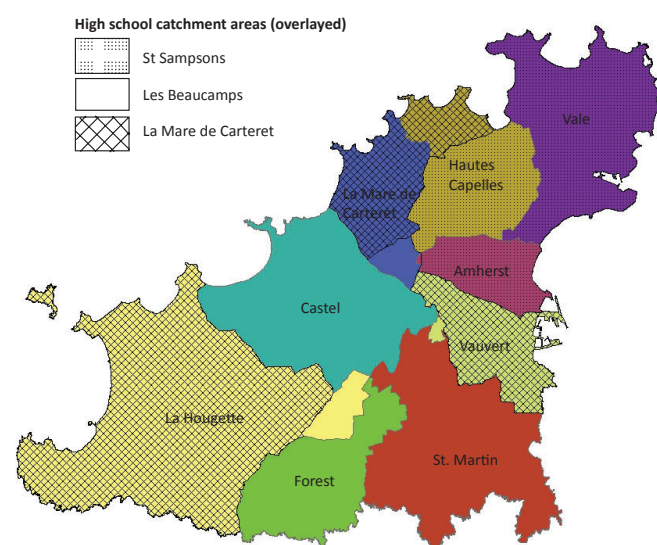 High school catchment areas (overlayed)
St Sampsons
Les Beaucamps
La Mare de Carteret
Vale
Hautes
Capelles
La Mare de
Carteret
Amherst
Castel
Vauvert
La Hougette
St. Martin
Forest